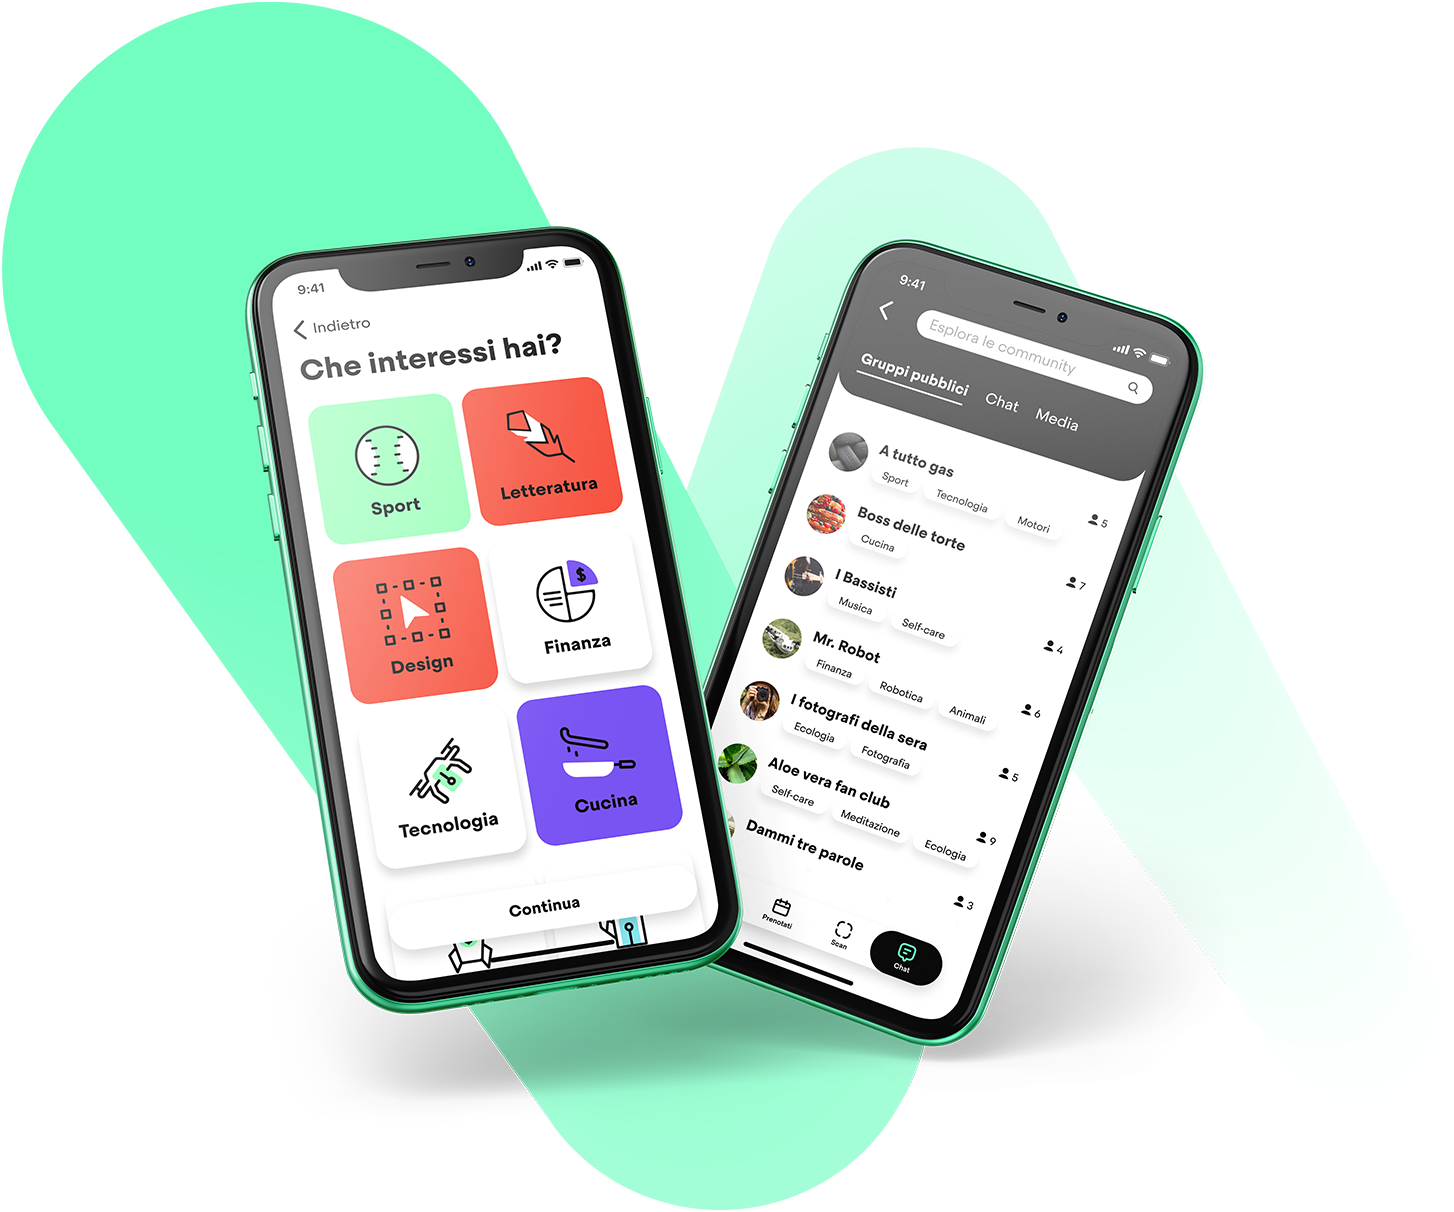 9:41
Indietro
Che interessi hai?
Sport
Letteratura
Design
Finanza
$
Tecnologia
Cucina
Continua
9:41
Esplora le community
Gruppi pubblici
Chat
Media
A tutto gas
Sport
Tecnologia
Motori
5
Boss delle torte
Cucina
7
I Bassisti
Musica
Self-care
4
Mr. Robot
Finanza
Robotica
Animali
6
I fotografi della sera
Ecologia
Fotografia
5
Aloe vera fan club
Self-care
Meditazione
Ecologia
9
Dammi tre parole
3
Prenotati
Scan
Chat